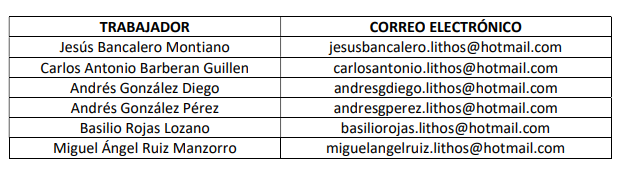 TRABAJADOR CORREO ELECTRÓNICO
Jesús Bancalero Montiano jesusbancalero.lithos@hotmail.com
Carlos Antonio Barberan Guillen carlosantonio.lithos@hotmail.com
Andrés González Diego andresgdiego.lithos@hotmail.com
Andrés González Pérez andresgperez.lithos@hotmail.com
Basilio Rojas Lozano basiliorojas.lithos@hotmail.com
Miguel Ángel Ruiz Manzorro miguelangelruiz.lithos@hotmail.com